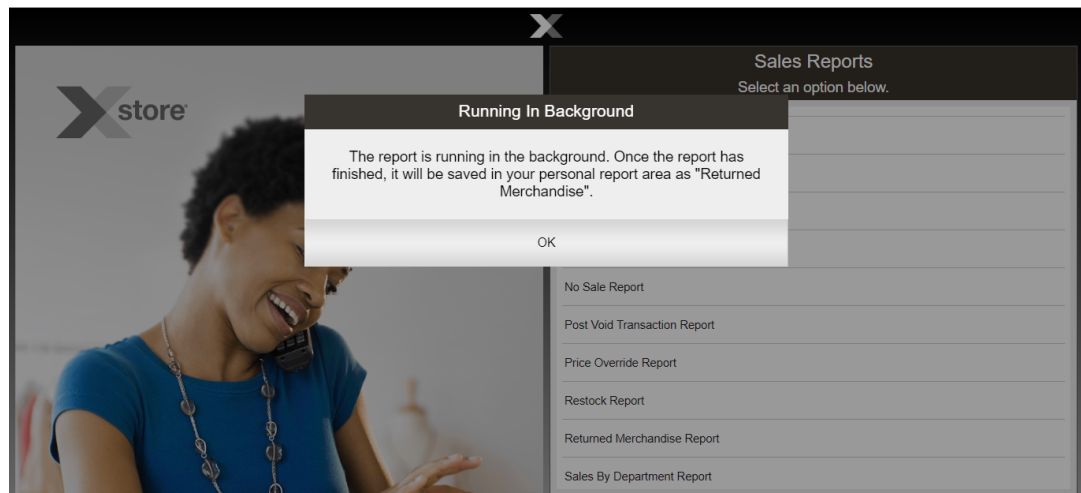 Xstore
Sales Reports
Select an option below.
Running In Background
The report is running in the background. Once the report has
finished, it will be saved in your personal report area as "Returned
Merchandise".
OK
No Sale Report
Post Void Transaction Report
Price Override Report
Restock Report
Returned Merchandise Report
Sales By Department Report